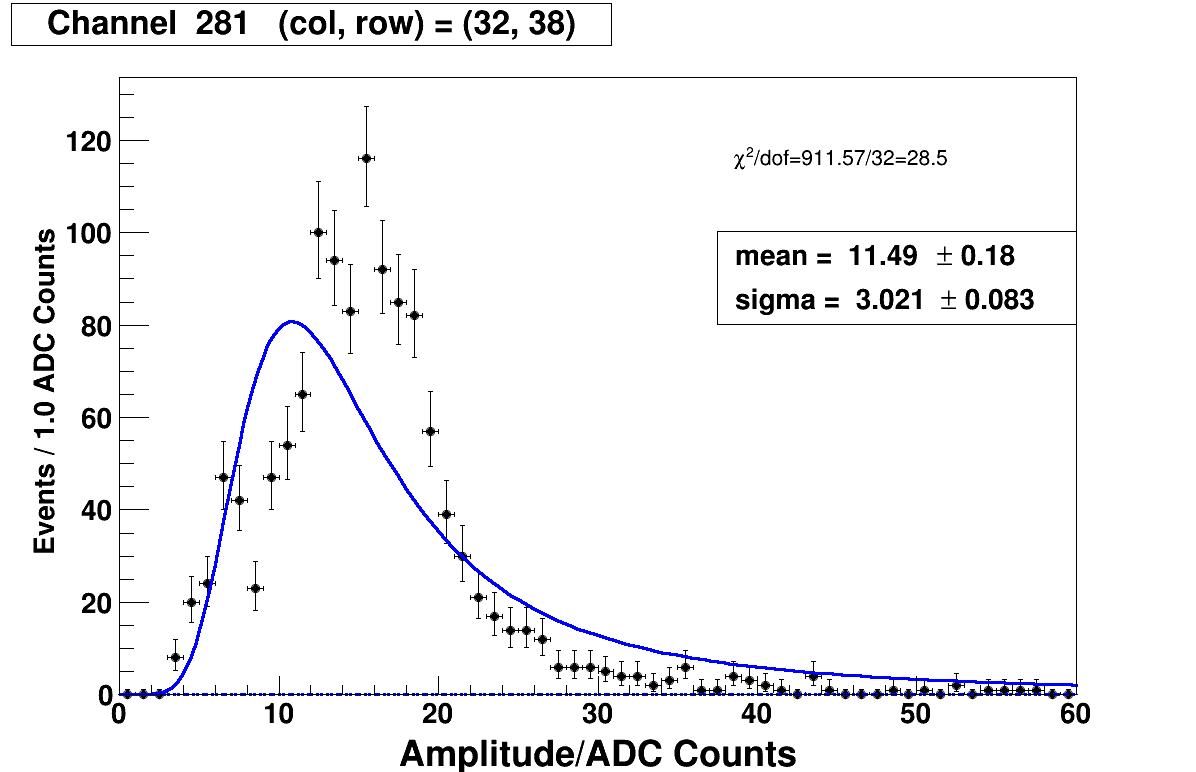 Channel 281 (col, row) = (32, 38)
χ²/dof=911.57/32=28.5
mean = 11.49 ± 0.18
sigma = 3.021 ± 0.083
Events / 1.0 ADC Counts
120
100
80
60
40
20
0
0 10 20 30 40 50 60
Amplitude/ADC Counts